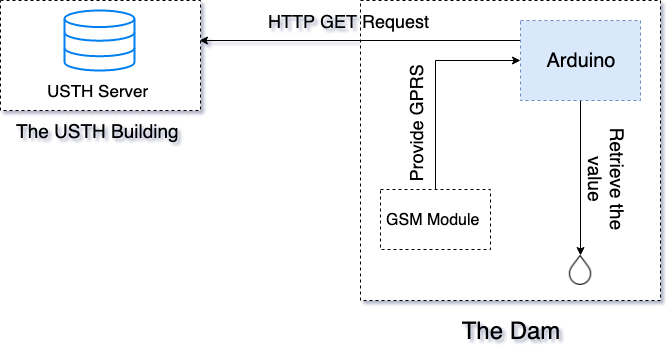 HTTP GET Request
USTH Server
The USTH Building
Arduino
Provide GPRS
Retrieve the
value
GSM Module
The Dam